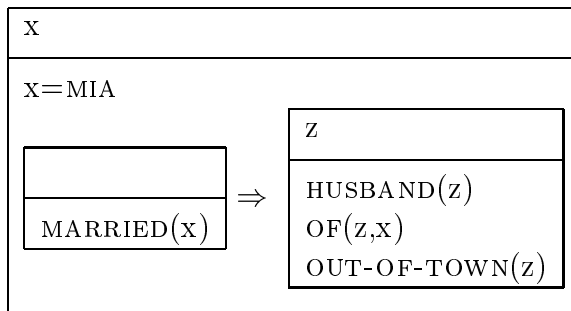 x
x=MIA
z
MARRIED(x)
⇒
HUSBAND(z)
OF(z,x)
OUT-OF-TOWN(z)